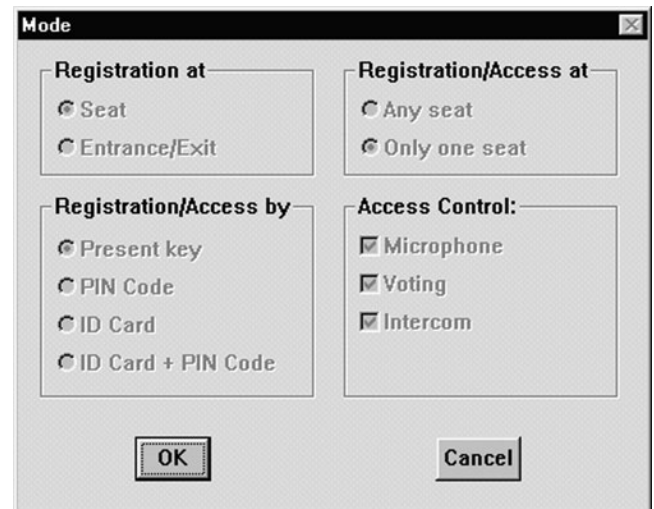 Mode
Registration at
Seat
Entrance/Exit
Registration/Access at
Any seat
Only one seat
Registration/Access by
Present key
PIN Code
ID Card
ID Card + PIN Code
Access Control:
Microphone
Voting
Intercom
OK
Cancel